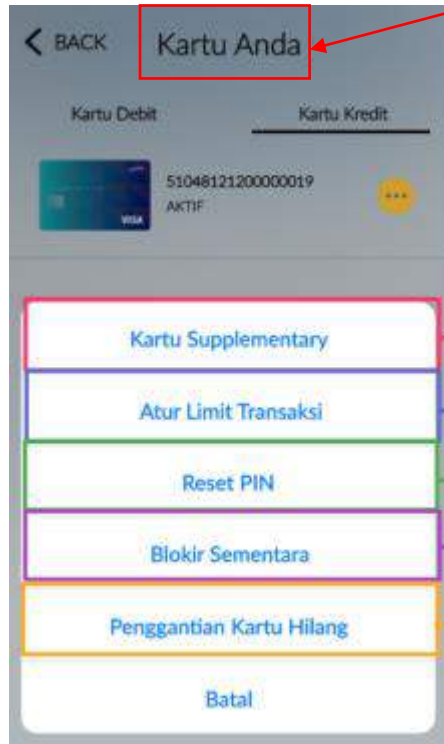 BACK
Kartu Anda
Kartu Debit
Kartu Kredit
51048121200000019
AKTIF
VISA
Kartu Supplementary
Atur Limit Transaksi
Reset PIN
Blokir Sementara
Penggantian Kartu Hilang
Batal